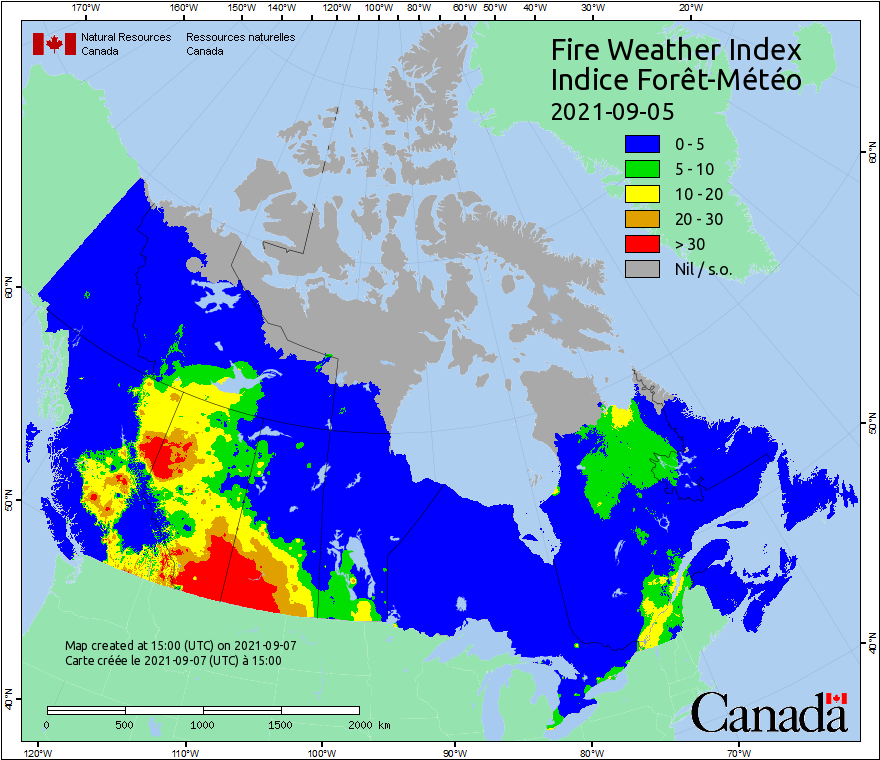 170°W 160°W 150°W 140°W 130°W 120°W 110°W 100°W 90°W 80°W 70°W 60°W 50°W 40°W 30°W 20°W
Natural Resources Ressources naturelles
Canada Canada
Fire Weather Index
Indice Forêt-Météo
2021-09-05
0 - 5
5 - 10
10 - 20
20 - 30
> 30
Nil / s.o.
60°N
60°N
50°N
50°N
40°N
40°N
Map created at 15:00 (UTC) on 2021-09-07
Carte créée le 2021-09-07 (UTC) à 15:00
0 500 1000 1500 2000 km
Canada
120°W 110°W 100°W 90°W 80°W 70°W